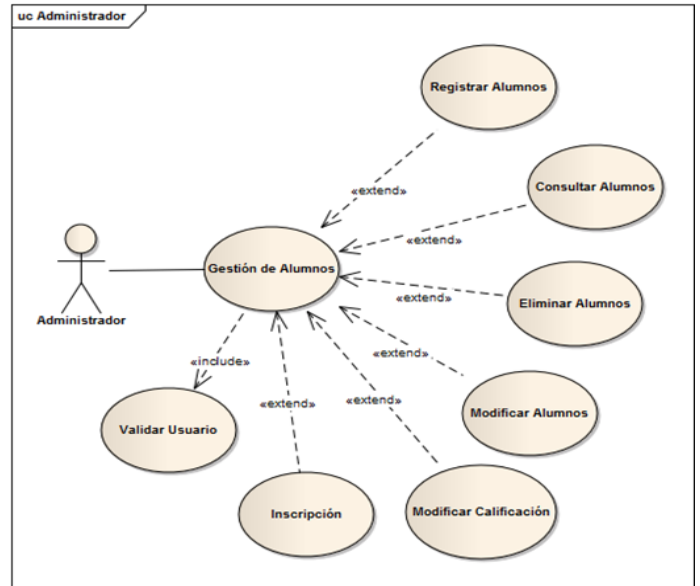 uc Administrador
Registrar Alumnos
«extend»
Consultar Alumnos
«extend»
Gestión de Alumnos
Administrador
«extend»
Eliminar Alumnos
«include»
«extend»
Modificar Alumnos
«extend»
«extend»
Validar Usuario
Inscripción
Modificar Calificación